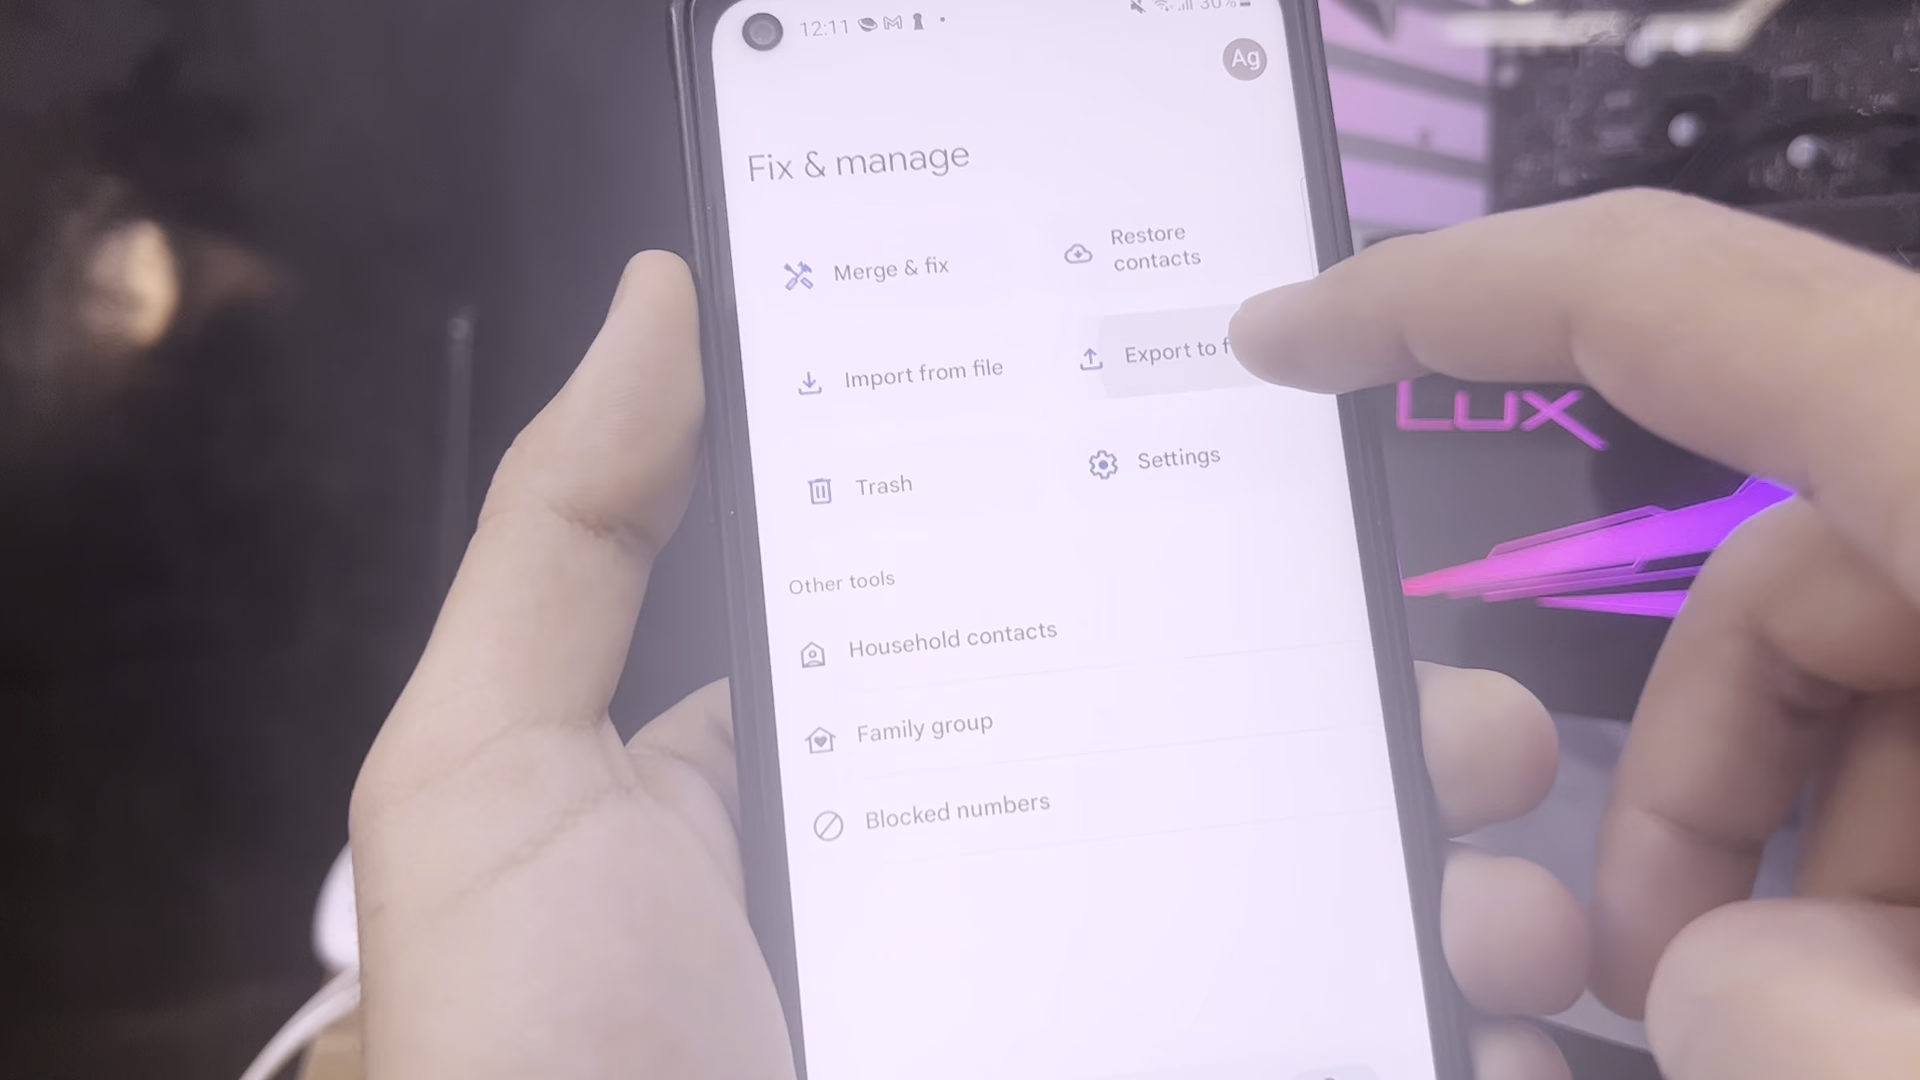 12:11
30%
Ag
Fix & manage
Merge & fix
Restore
contacts
Import from file
Export to f
Trash
Settings
Other tools
Household contacts
Family group
Blocked numbers
Lux